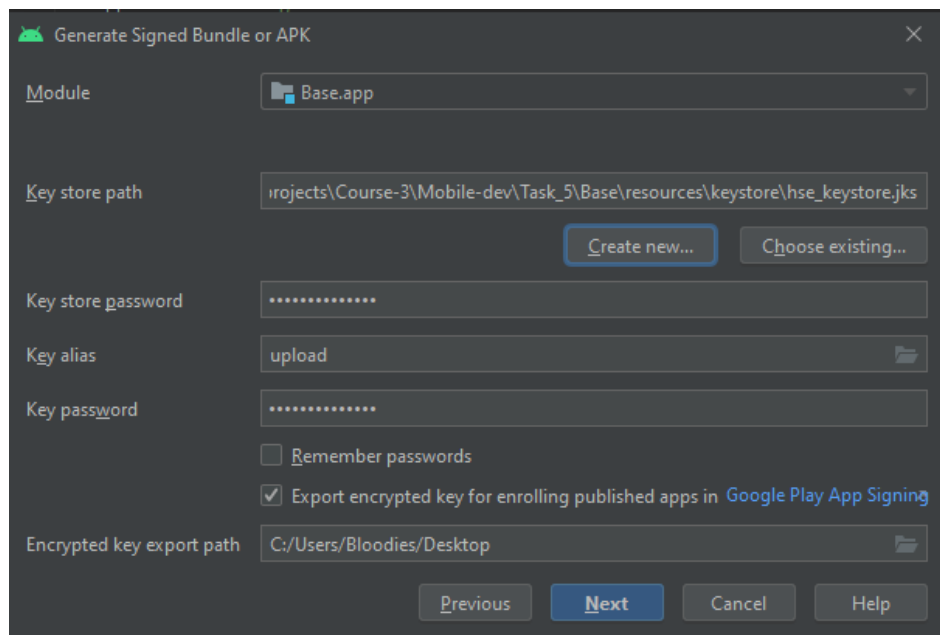 Generate Signed Bundle or APK
Module
Base.app
Key store path
rojects\Course-3\Mobile-dev\Task_5\Base\resources\keystore\hse_keystore.jks
Create new... Choose existing...
Key store password ••••••••••••••
Key alias upload
Key password ••••••••••••••
Remember passwords
Export encrypted key for enrolling published apps in Google Play App Signing
Encrypted key export path C:/Users/Bloodies/Desktop
Previous Next Cancel Help